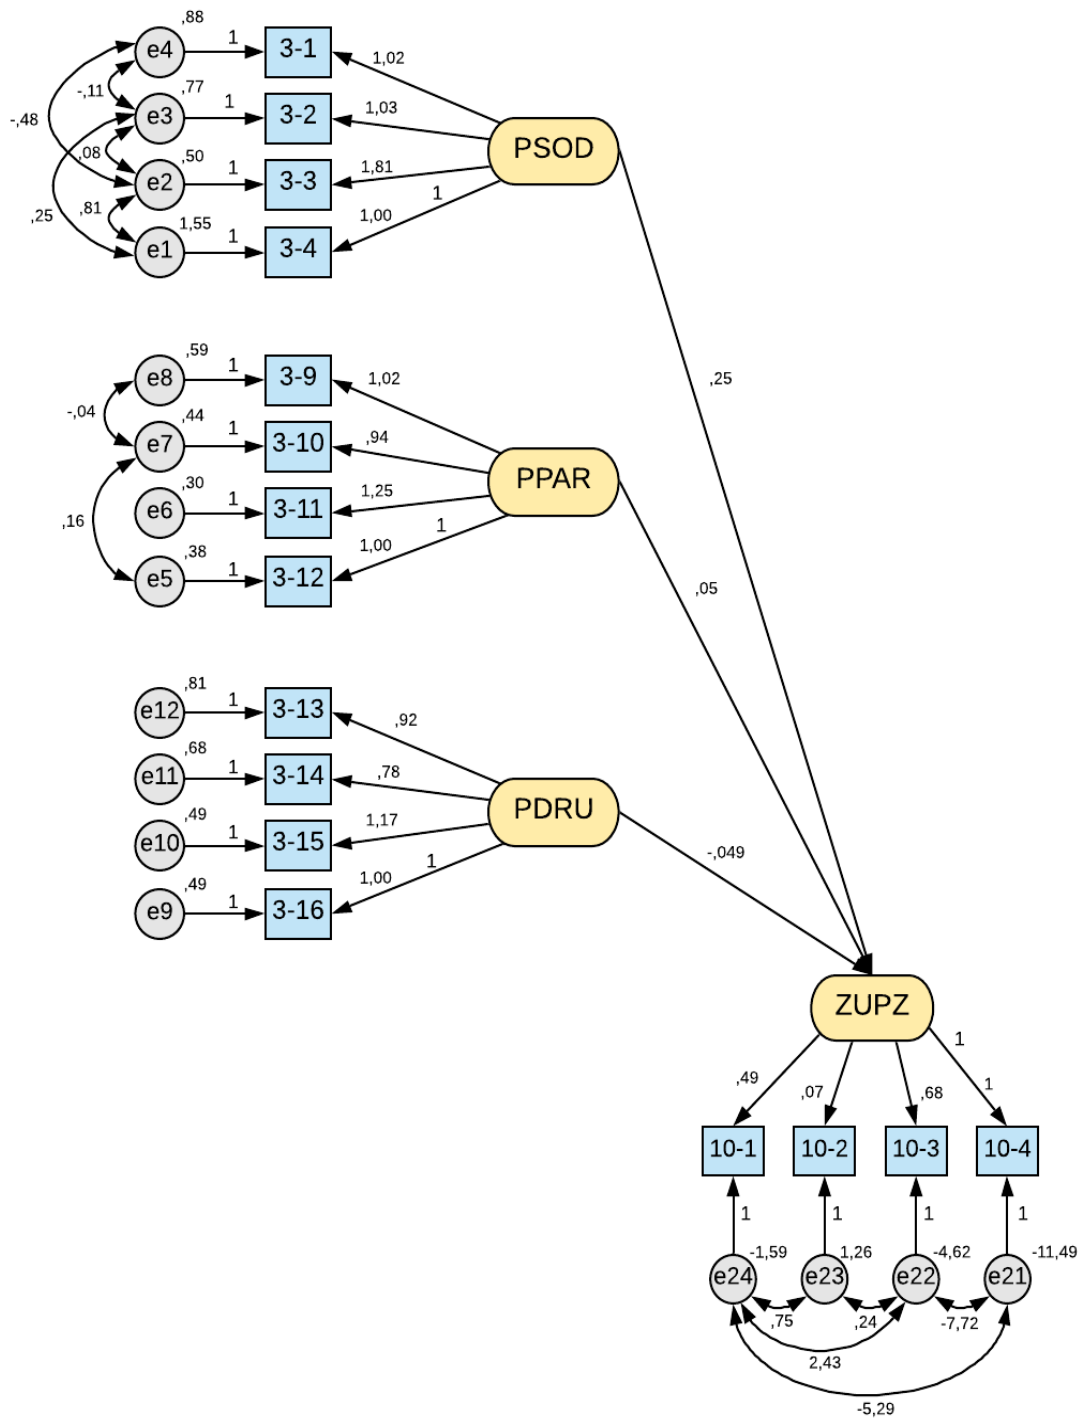 ,88
e4 1 3-1
1,02
-,11
,77
e3 1 3-2
1,03
PSOD
-,48
,08
,50
e2 1 3-3
1,81
1
,25
,81
1,55
e1 1 3-4
1,00
,25
,59
e8 1 3-9
1,02
-,04
,44
e7 1 3-10
,94
PPAR
,30
e6 1 3-11
1,25
1
,16
,38
e5 1 3-12
1,00
,05
,81
e12 1 3-13
,92
,68
e11 1 3-14
,78
PDRU
,49
e10 1 3-15
1,17
1
-,049
,49
e9 1 3-16
1,00
ZUPZ
1
,49 ,07 ,68 1
10-1 10-2 10-3 10-4
1 1 1 1
-1,59 1,26 -4,62 -11,49
e24 e23 e22 e21
,75 ,24 -7,72
2,43
-5,29